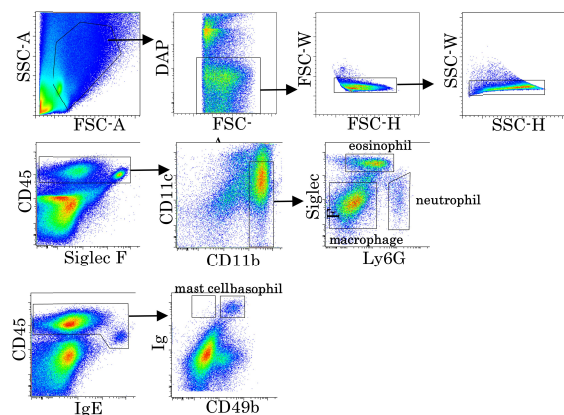 SSC-A
FSC-A
DAP
FSC-
FSC-W
FSC-H
SSC-W
SSC-H
CD45
Siglec F
CD11c
CD11b
eosinophil
Siglec
F
neutrophil
macrophage
Ly6G
CD45
IgE
mast cell basophil
Ig
CD49b